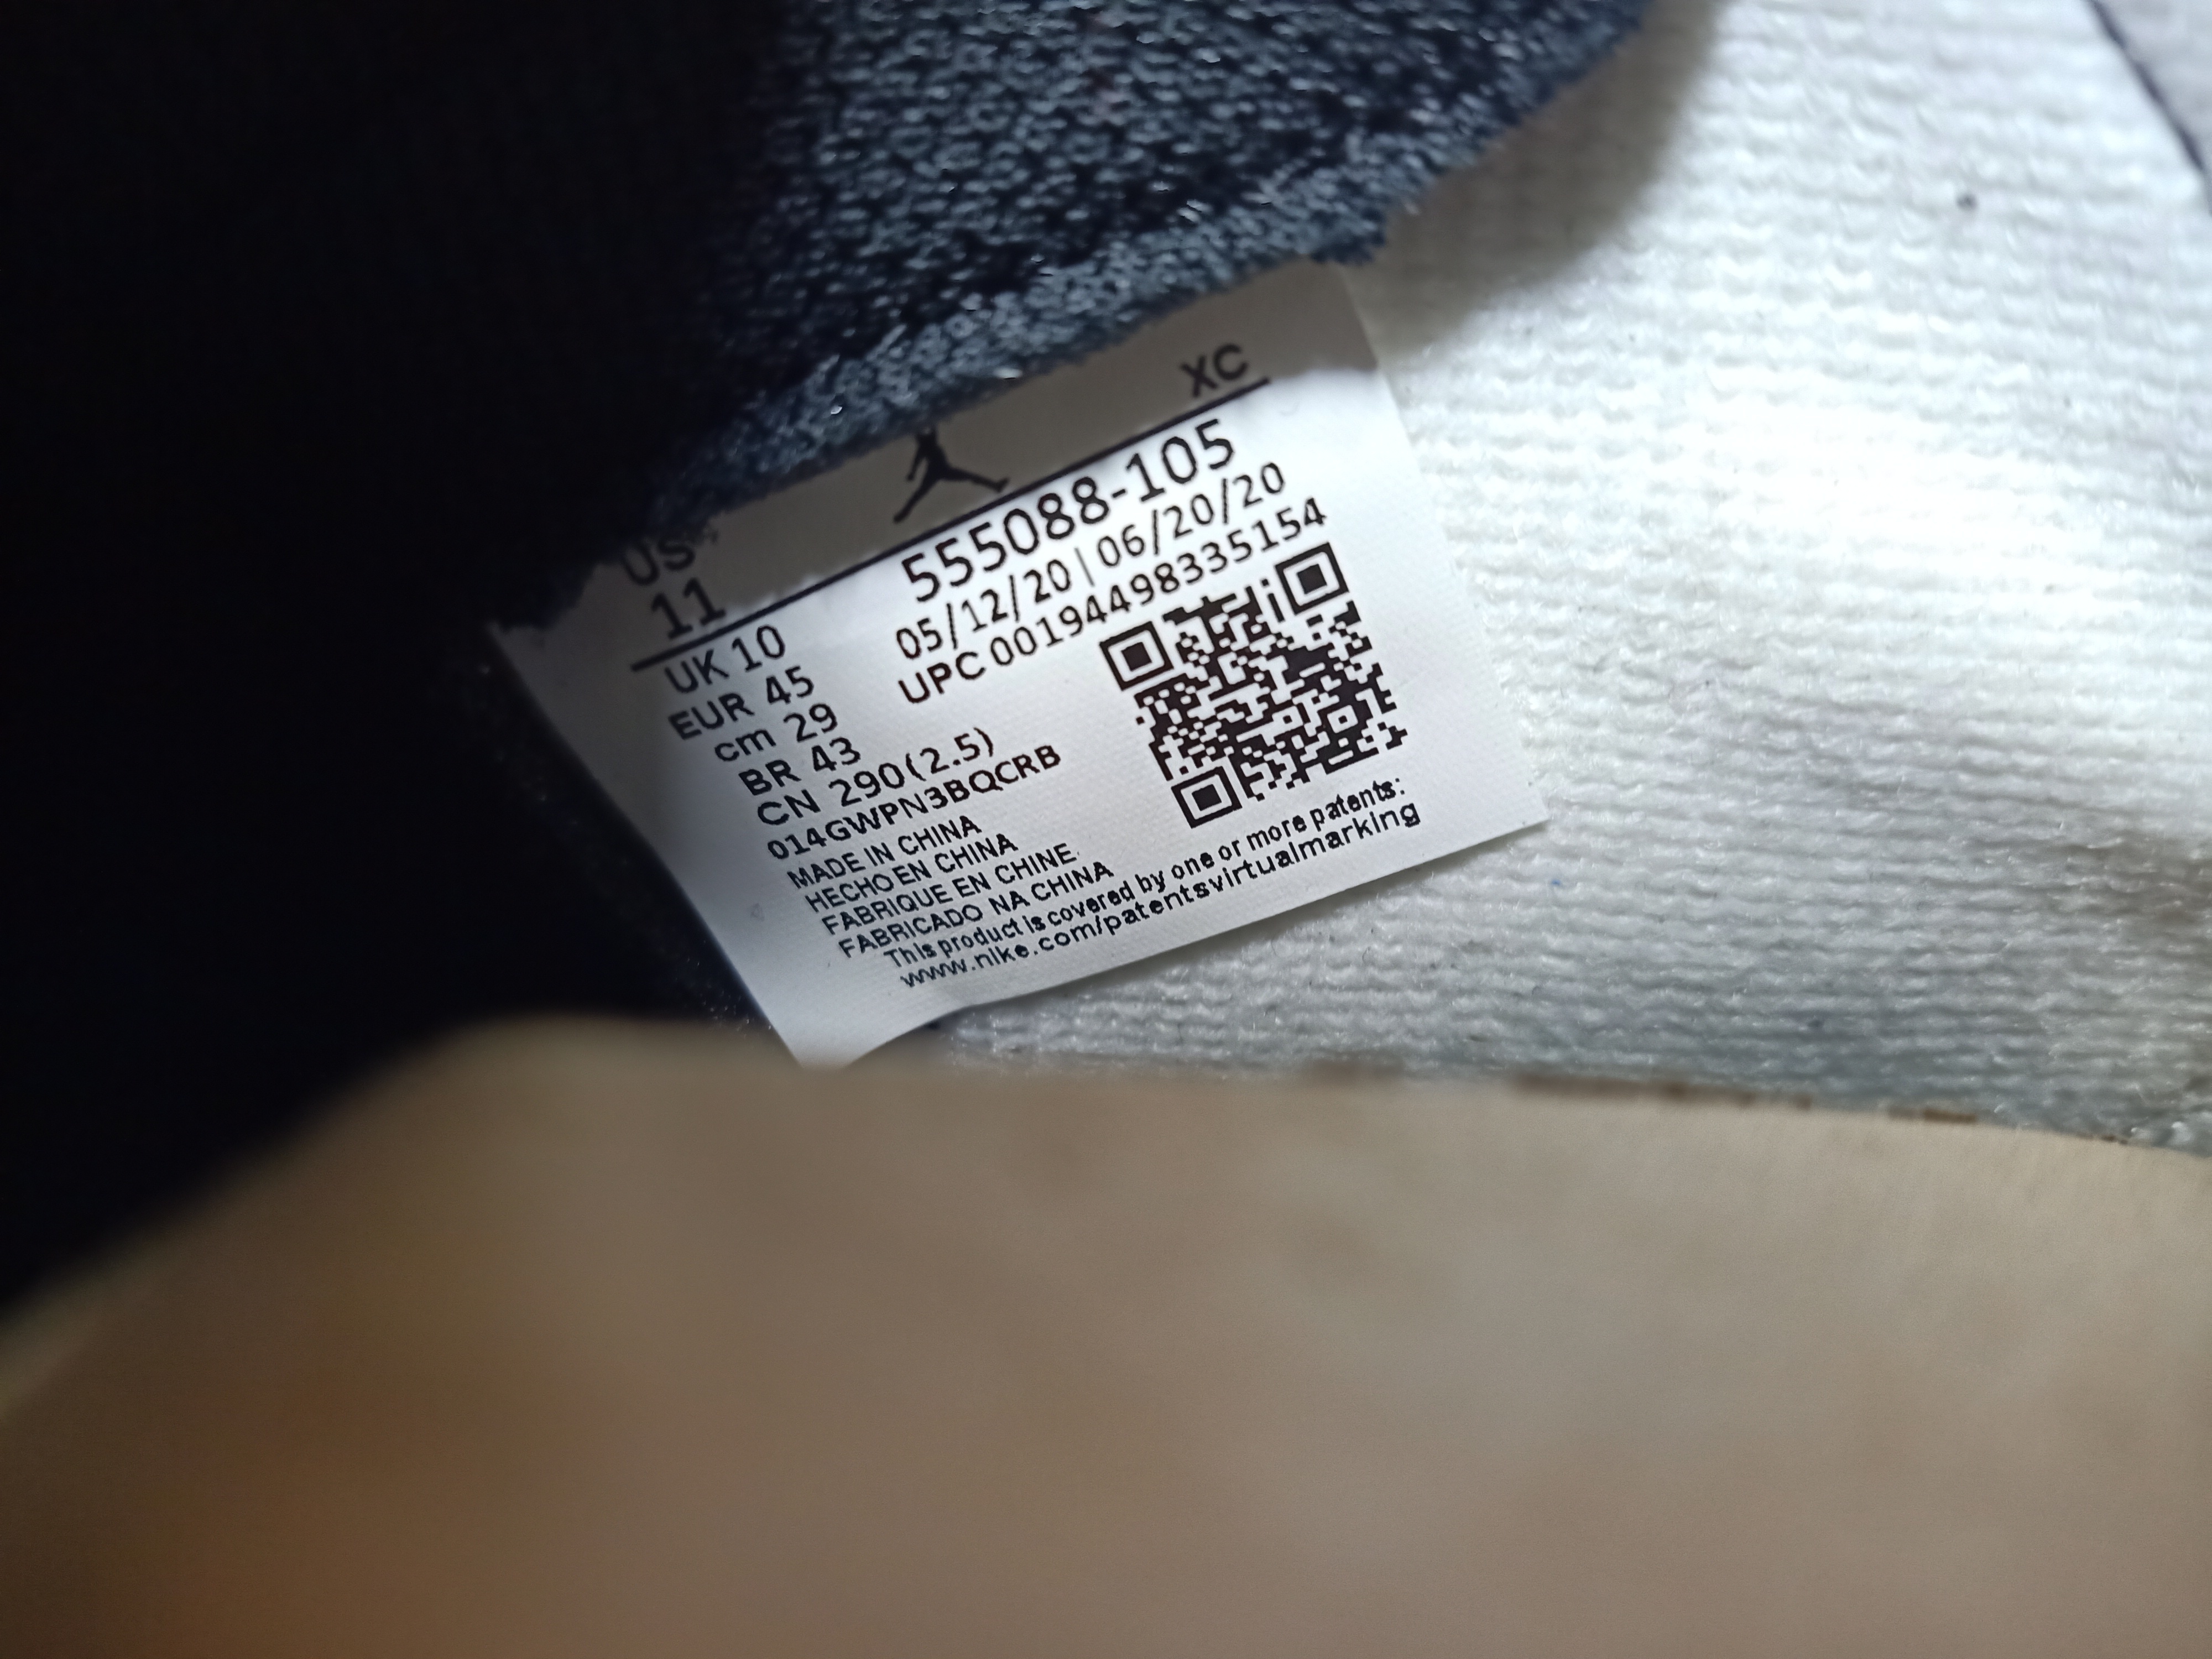 XC
US
11
555088-105
05/12/20 | 06/20/20
UPC 00194498335154
UK 10
EUR 45
cm 29
BR 43
CN 290(2.5)
014GWPN3BQCRB
MADE IN CHINA
HECHO EN CHINA
FABRIQUE EN CHINE
FABRICADO NA CHINA
This product is covered by one or more patents:
www.nike.com/patentsvirtualmarking